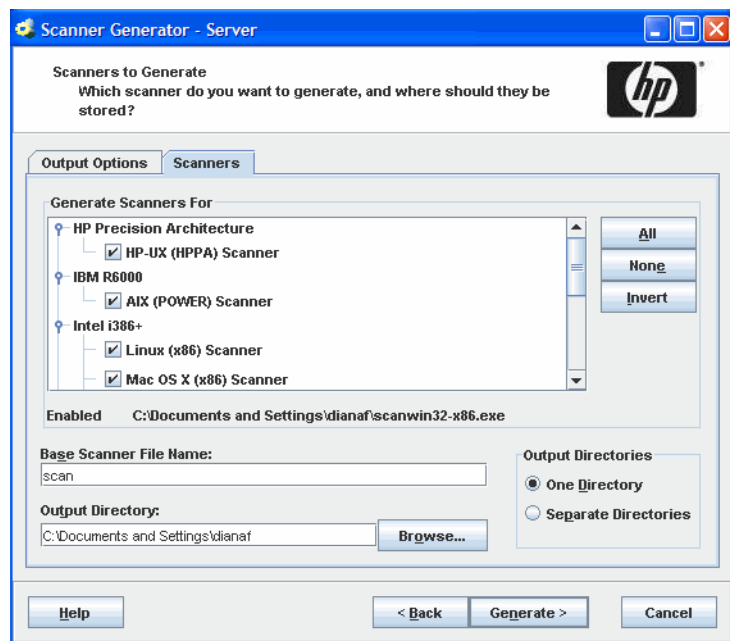 Scanner Generator - Server
Scanners to Generate
Which scanner do you want to generate, and where should they be
stored?
hp
Output Options
Scanners
Generate Scanners For
HP Precision Architecture
HP-UX (HPPA) Scanner
IBM R6000
AIX (POWER) Scanner
Intel i386+
Linux (x86) Scanner
Mac OS X (x86) Scanner
All
None
Invert
Enabled C:\Documents and Settings\dianaf\scanwin32-x86.exe
Base Scanner File Name:
scan
Output Directory:
C:\Documents and Settings\dianaf
Browse...
Output Directories
One Directory
Separate Directories
Help
< Back
Generate >
Cancel